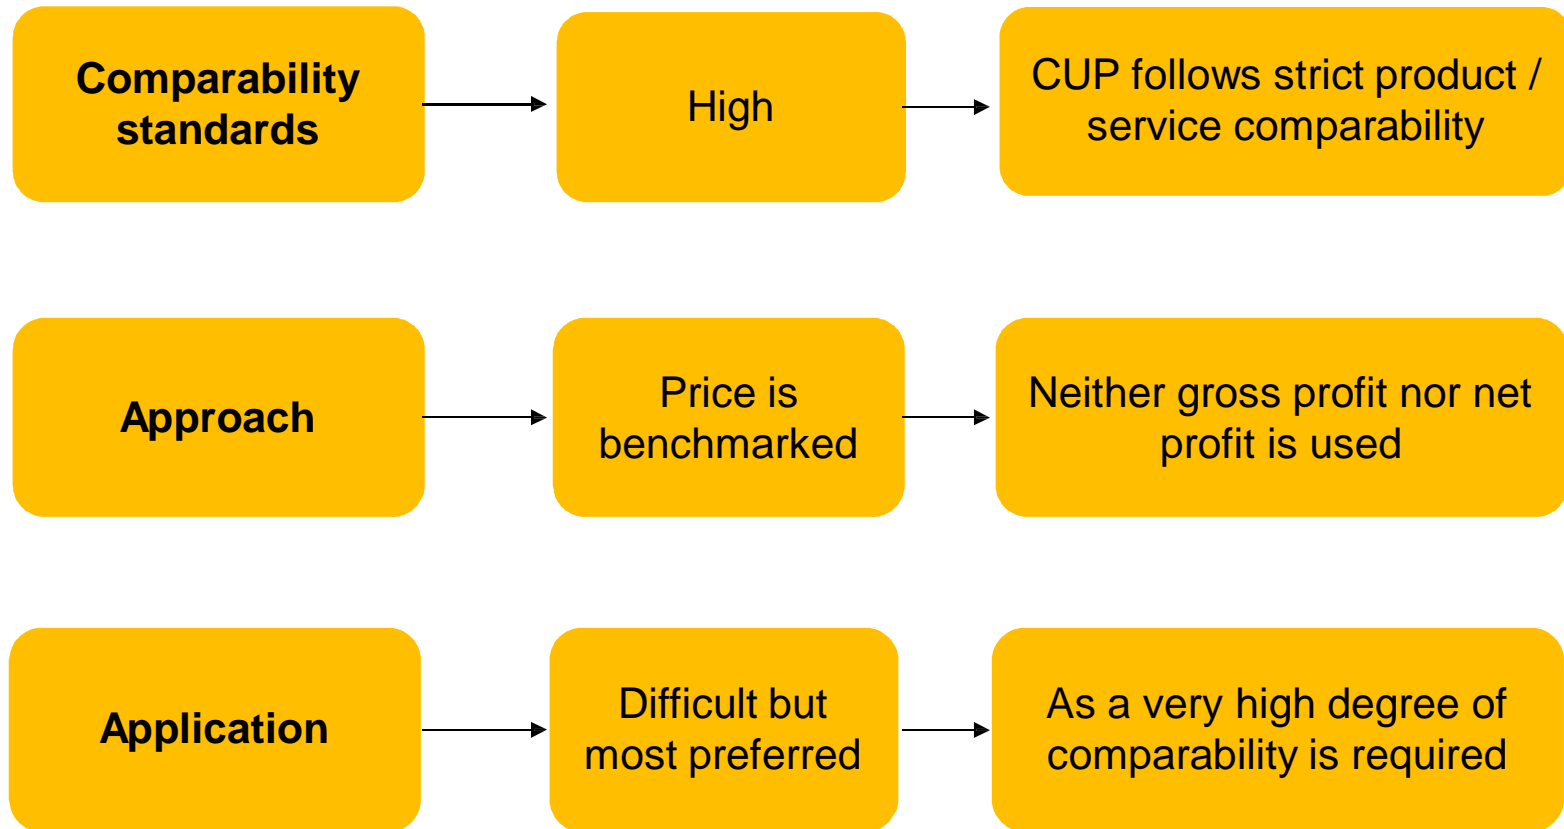 Comparability
standards
High
CUP follows strict product /
service comparability
Approach
Price is
benchmarked
Neither gross profit nor net
profit is used
Application
Difficult but
most preferred
As a very high degree of
comparability is required